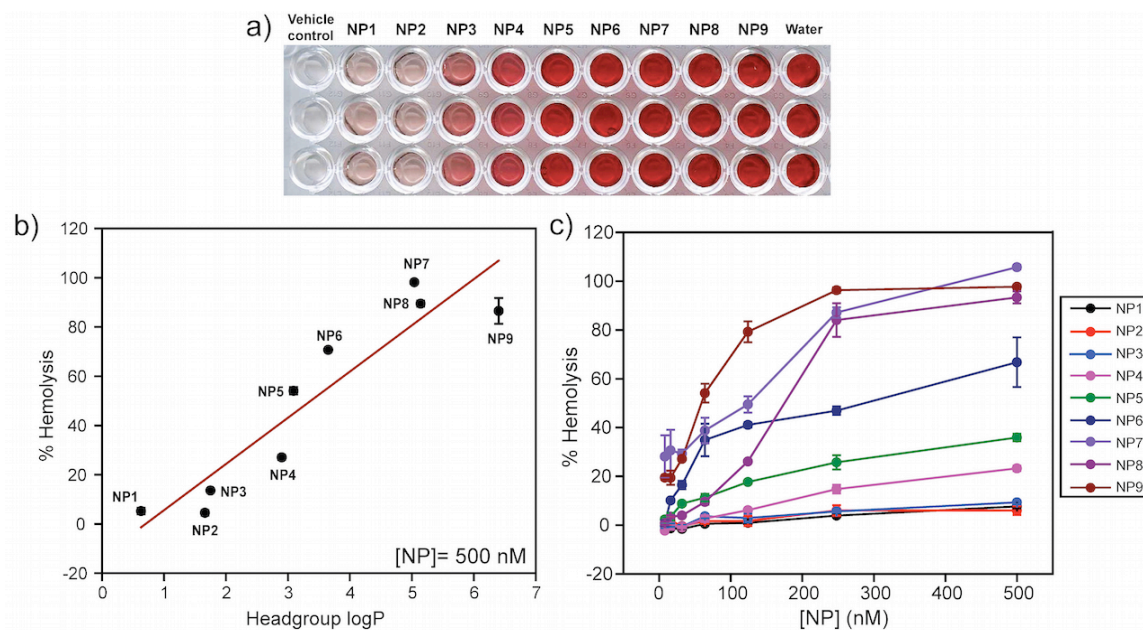 a)
Vehicle control NP1 NP2 NP3 NP4 NP5 NP6 NP7 NP8 NP9 Water
b)
120
100
80
60
40
20
0
-20
% Hemolysis
NP1
NP2
NP3
NP4
NP5
NP6
NP7
NP8
NP9
[NP]= 500 nM
0 1 2 3 4 5 6 7
Headgroup logP
c)
120
100
80
60
40
20
0
-20
% Hemolysis
0 100 200 300 400 500
[NP] (nM)
NP1
NP2
NP3
NP4
NP5
NP6
NP7
NP8
NP9